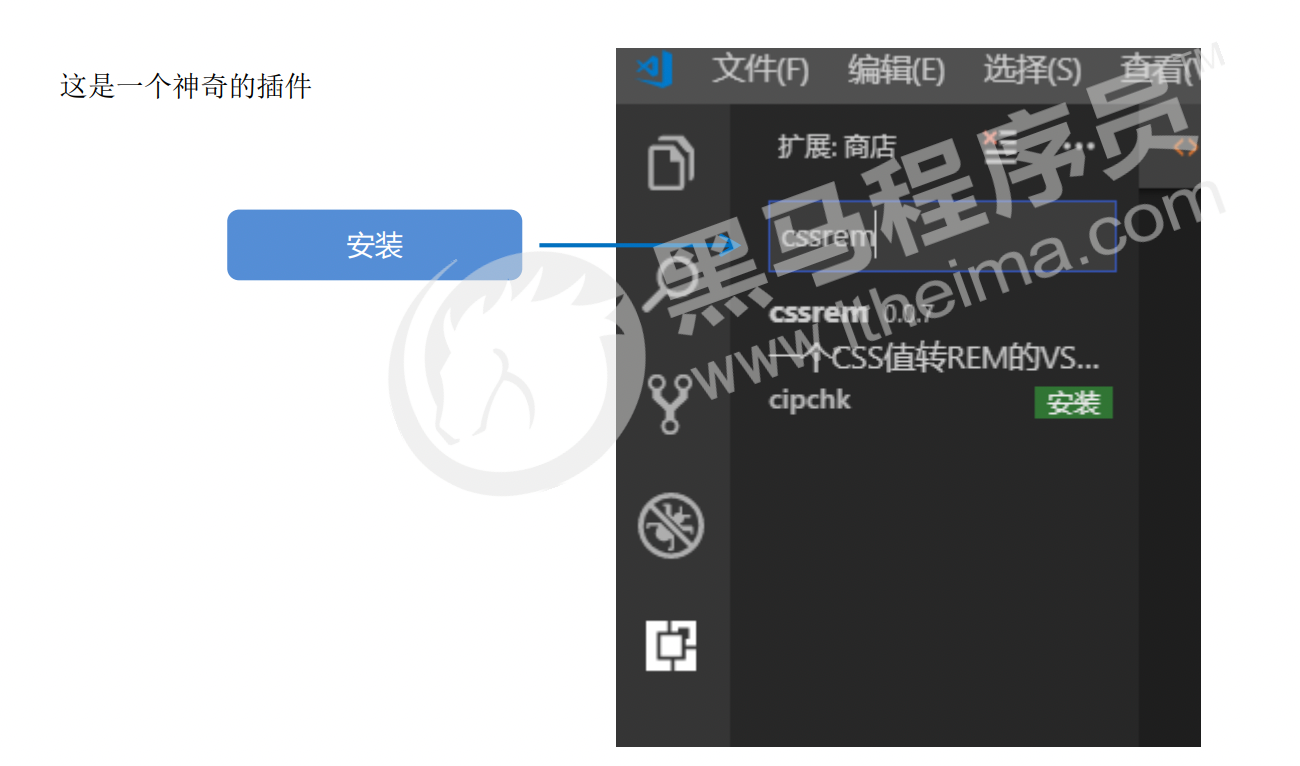 这是一个神奇的插件
安装
文件(F) 编辑(E) 选择(S) 查看(
扩展: 商店
cssrem
cssrem 0.0.7
一个CSS值转REM的VS...
cipchk
安装
黑马程序员TM
www.itheima.com